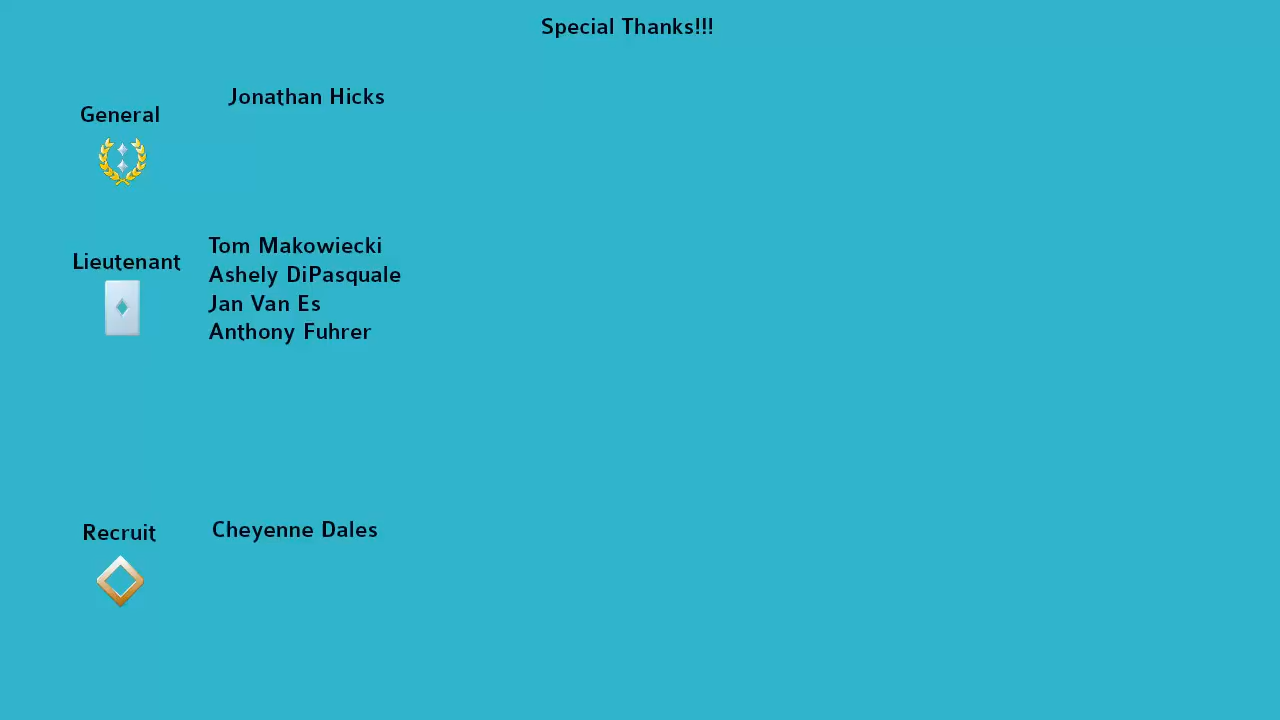 Special Thanks!!!
General
Jonathan Hicks
Lieutenant
Tom Makowiecki
Ashely DiPasquale
Jan Van Es
Anthony Fuhrer
Recruit
Cheyenne Dales